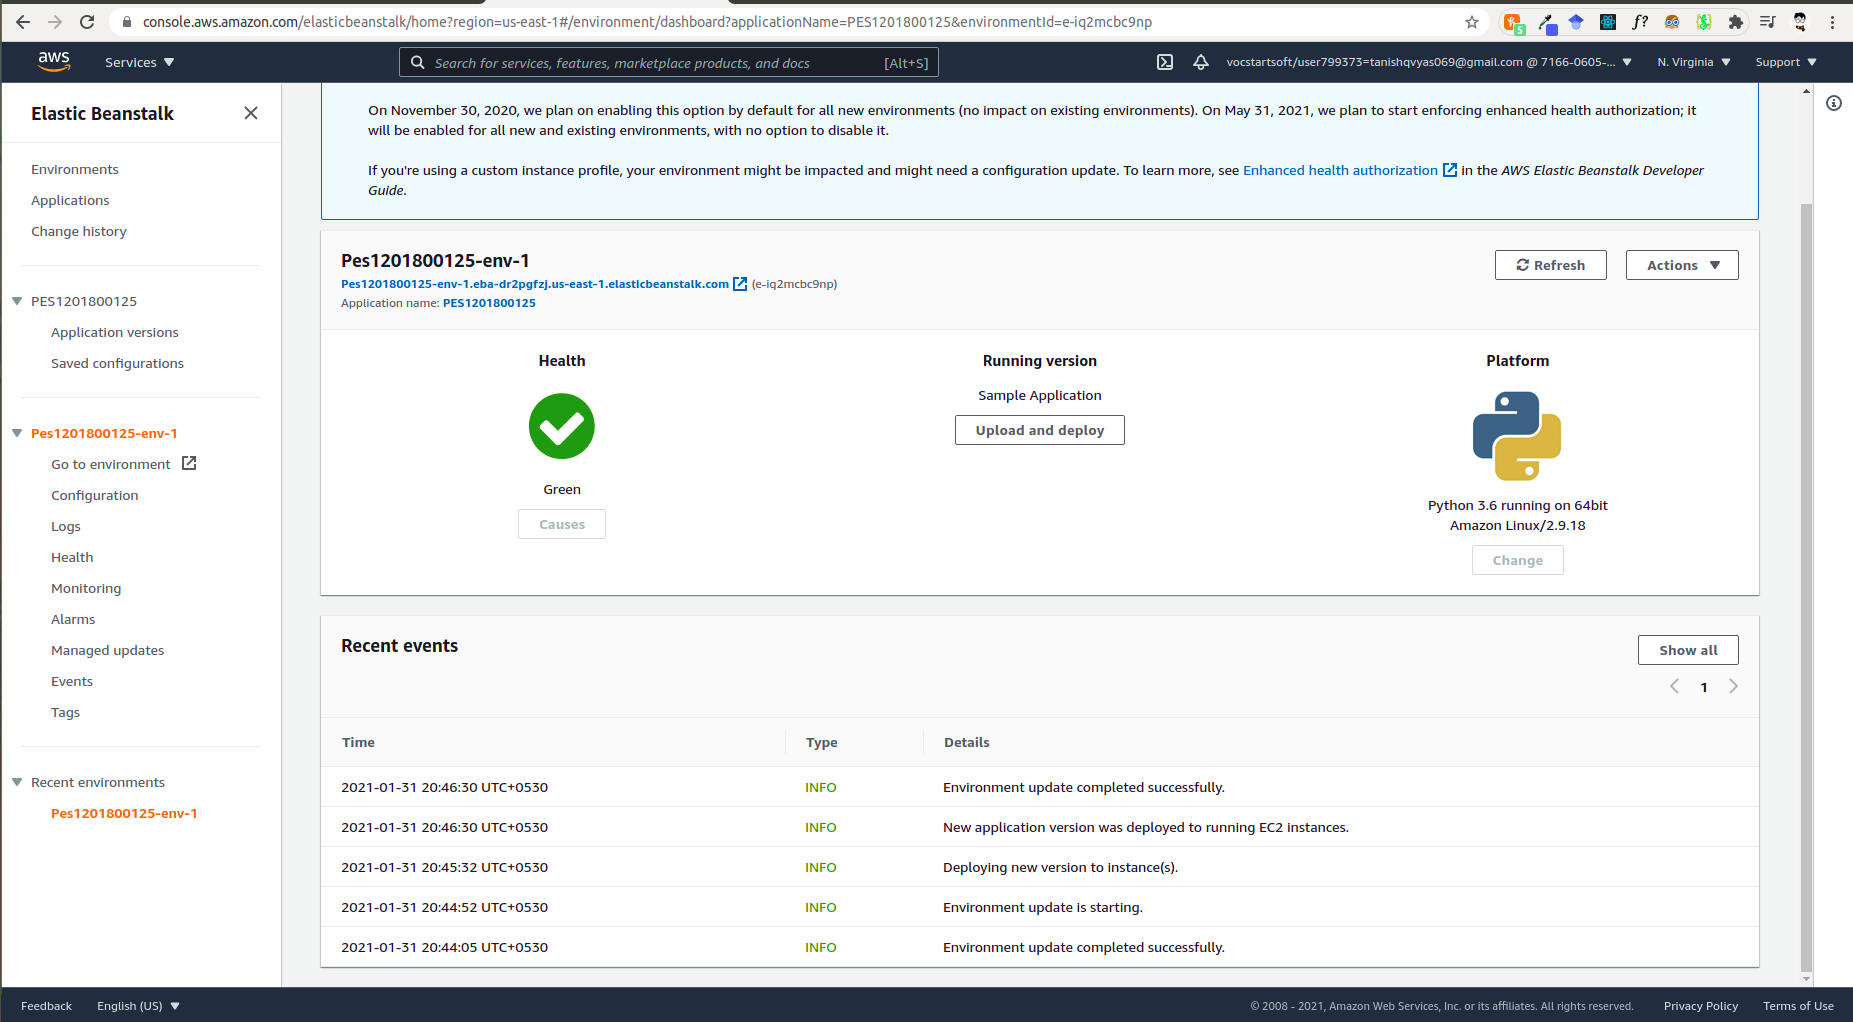 console.aws.amazon.com/elasticbeanstalk/home?region=us-east-1#/environment/dashboard?applicationName=PES1201800125&environmentId=e-iq2mcbc9np
5
f?
aws
Services
Search for services, features, marketplace products, and docs [Alt+S]
vocstartsoft/user799373=tanishqvyas069@gmail.com @ 7166-0605-...
N. Virginia
Support
Elastic Beanstalk
Environments
Applications
Change history
PES1201800125
Application versions
Saved configurations
Pes1201800125-env-1
Go to environment
Configuration
Logs
Health
Monitoring
Alarms
Managed updates
Events
Tags
Recent environments
Pes1201800125-env-1
On November 30, 2020, we plan on enabling this option by default for all new environments (no impact on existing environments). On May 31, 2021, we plan to start enforcing enhanced health authorization; it
will be enabled for all new and existing environments, with no option to disable it.
If you're using a custom instance profile, your environment might be impacted and might need a configuration update. To learn more, see Enhanced health authorization in the AWS Elastic Beanstalk Developer
Guide.
Pes1201800125-env-1
Pes1201800125-env-1.eba-dr2pgfzj.us-east-1.elasticbeanstalk.com (e-iq2mcbc9np)
Application name: PES1201800125
Refresh
Actions
Health
Green
Causes
Running version
Sample Application
Upload and deploy
Platform
Python 3.6 running on 64bit
Amazon Linux/2.9.18
Change
Recent events
Show all
1
Time Type Details
2021-01-31 20:46:30 UTC+0530 INFO Environment update completed successfully.
2021-01-31 20:46:30 UTC+0530 INFO New application version was deployed to running EC2 instances.
2021-01-31 20:45:32 UTC+0530 INFO Deploying new version to instance(s).
2021-01-31 20:44:52 UTC+0530 INFO Environment update is starting.
2021-01-31 20:44:05 UTC+0530 INFO Environment update completed successfully.
Feedback
English (US)
© 2008 - 2021, Amazon Web Services, Inc. or its affiliates. All rights reserved.
Privacy Policy
Terms of Use